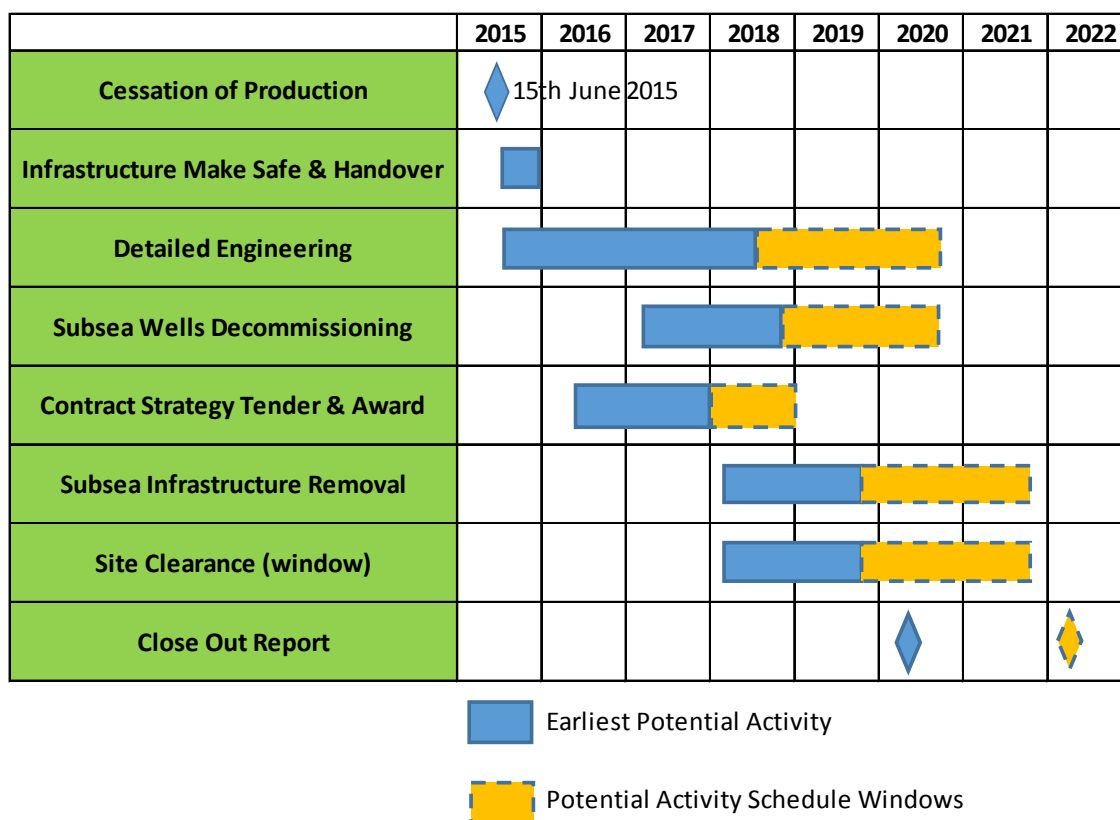 2015 2016 2017 2018 2019 2020 2021 2022
Cessation of Production 15th June 2015
Infrastructure Make Safe & Handover
Detailed Engineering
Subsea Wells Decommissioning
Contract Strategy Tender & Award
Subsea Infrastructure Removal
Site Clearance (window)
Close Out Report
Earliest Potential Activity
Potential Activity Schedule Windows